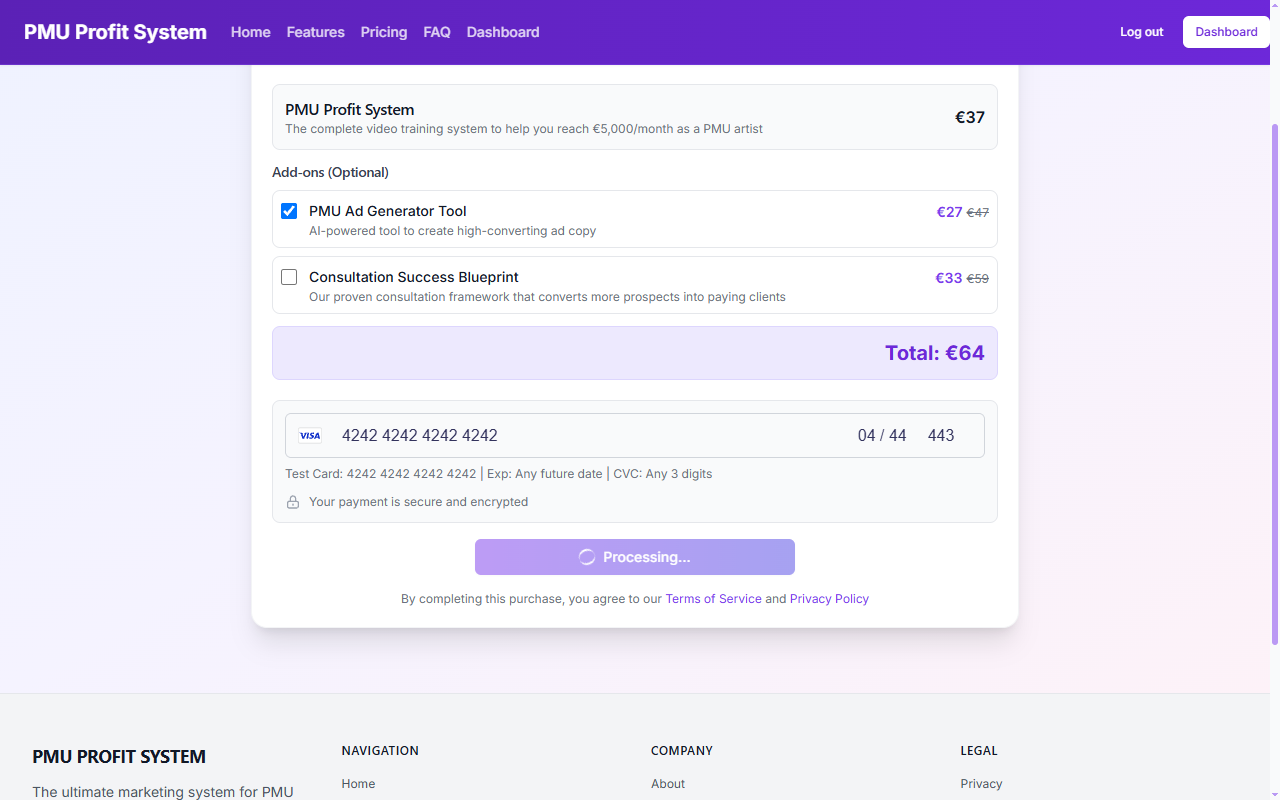 PMU Profit System Home Features Pricing FAQ Dashboard Log out Dashboard
PMU Profit System
The complete video training system to help you reach €5,000/month as a PMU artist
€37
Add-ons (Optional)
PMU Ad Generator Tool
€27 €47
AI-powered tool to create high-converting ad copy
Consultation Success Blueprint
€33 €59
Our proven consultation framework that converts more prospects into paying clients
Total: €64
VISA 4242 4242 4242 4242 04 / 44 443
Test Card: 4242 4242 4242 4242 | Exp: Any future date | CVC: Any 3 digits
Your payment is secure and encrypted
Processing...
By completing this purchase, you agree to our Terms of Service and Privacy Policy
PMU PROFIT SYSTEM
The ultimate marketing system for PMU
NAVIGATION
Home
COMPANY
About
LEGAL
Privacy